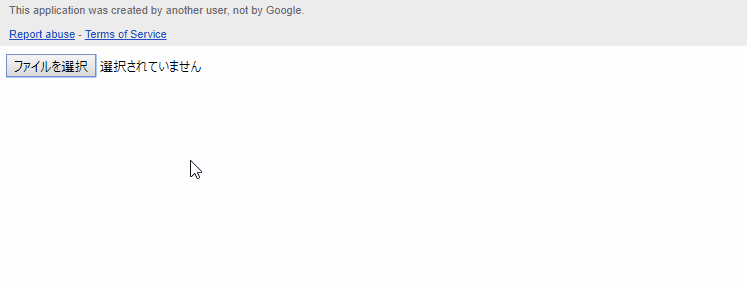 This application was created by another user, not by Google.
Report abuse - Terms of Service
ファイルを選択 選択されていません